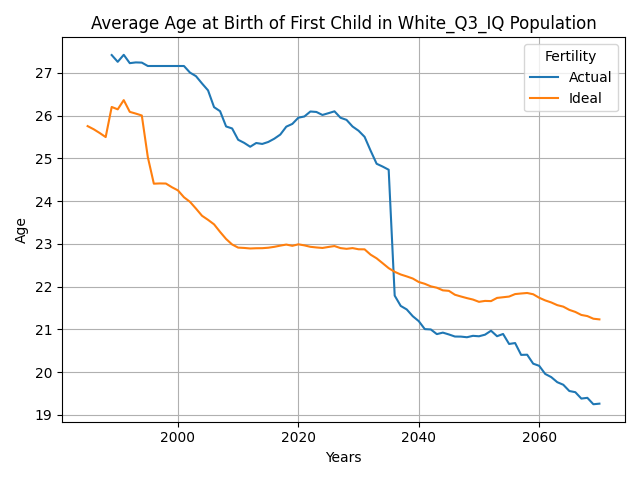 Average Age at Birth of First Child in White_Q3_IQ Population
Fertility
Actual
Ideal
Age
27
26
25
24
23
22
21
20
19
2000
2020
2040
2060
Years